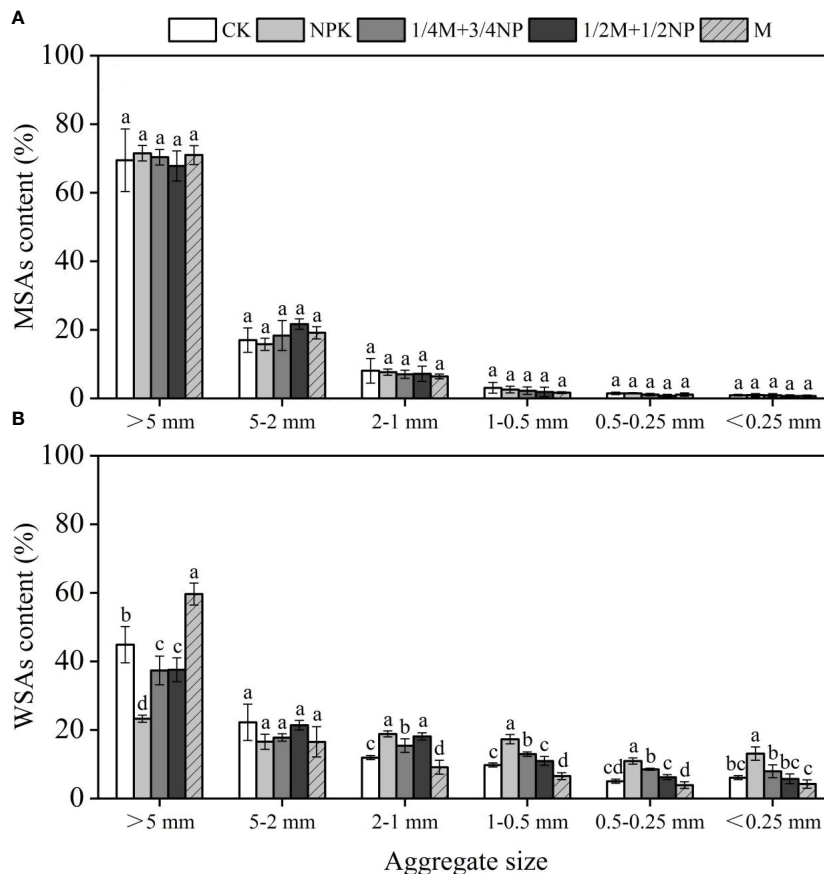 A
CK NPK 1/4M+3/4NP 1/2M+1/2NP M
100
80
60
40
20
0
MSAs content (%)
a a a a a
a a a a a
a a a a a
a a a a a
a a a a a
a a a a a
>5 mm 5-2 mm 2-1 mm 1-0.5 mm 0.5-0.25 mm <0.25 mm
B
100
80
60
40
20
0
WSAs content (%)
b d c c a
a a a a a
c a b a d
c a b c d
cd a b c d
bc a b bc c
>5 mm 5-2 mm 2-1 mm 1-0.5 mm 0.5-0.25 mm <0.25 mm
Aggregate size